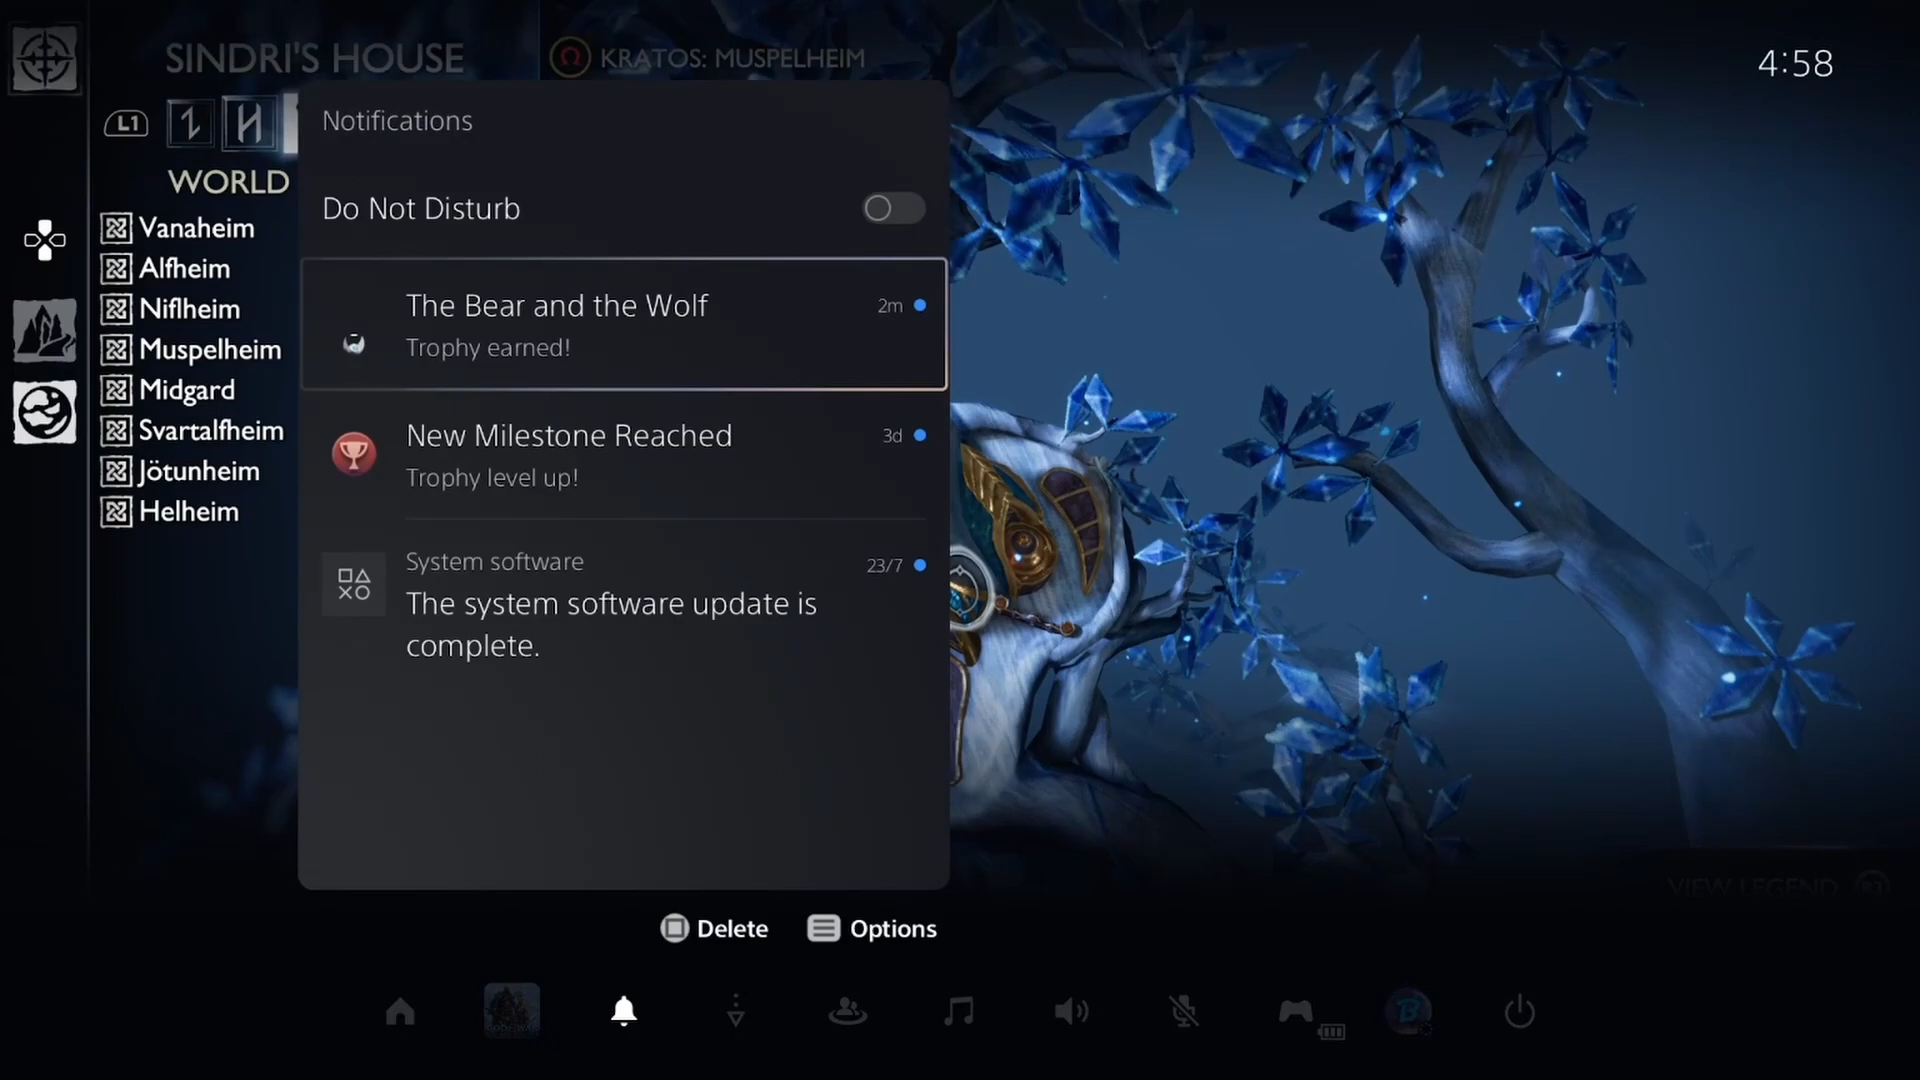 SINDRI'S HOUSE
KRATOS: MUSPELHEIM
4:58
L1
WORLD
Vanaheim
Alfheim
Niflheim
Muspelheim
Midgard
Svartalfheim
Jötunheim
Helheim
Notifications
Do Not Disturb
The Bear and the Wolf
2m
Trophy earned!
New Milestone Reached
3d
Trophy level up!
System software
23/7
The system software update is
complete.
VIEW LEGEND
Delete
Options